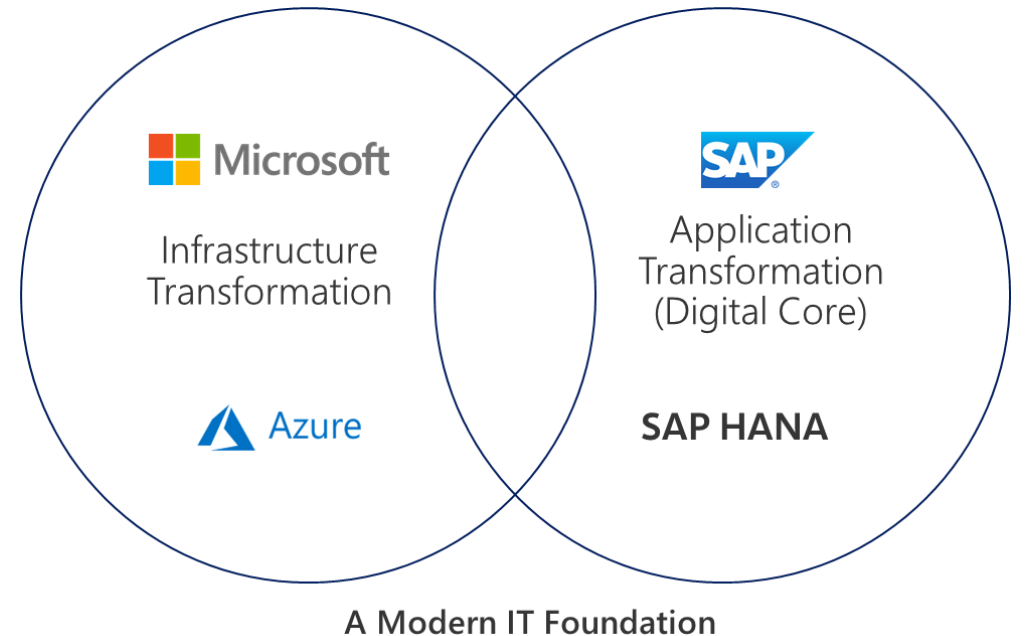 Microsoft
Infrastructure
Transformation
Azure
SAP®
Application
Transformation
(Digital Core)
SAP HANA
A Modern IT Foundation